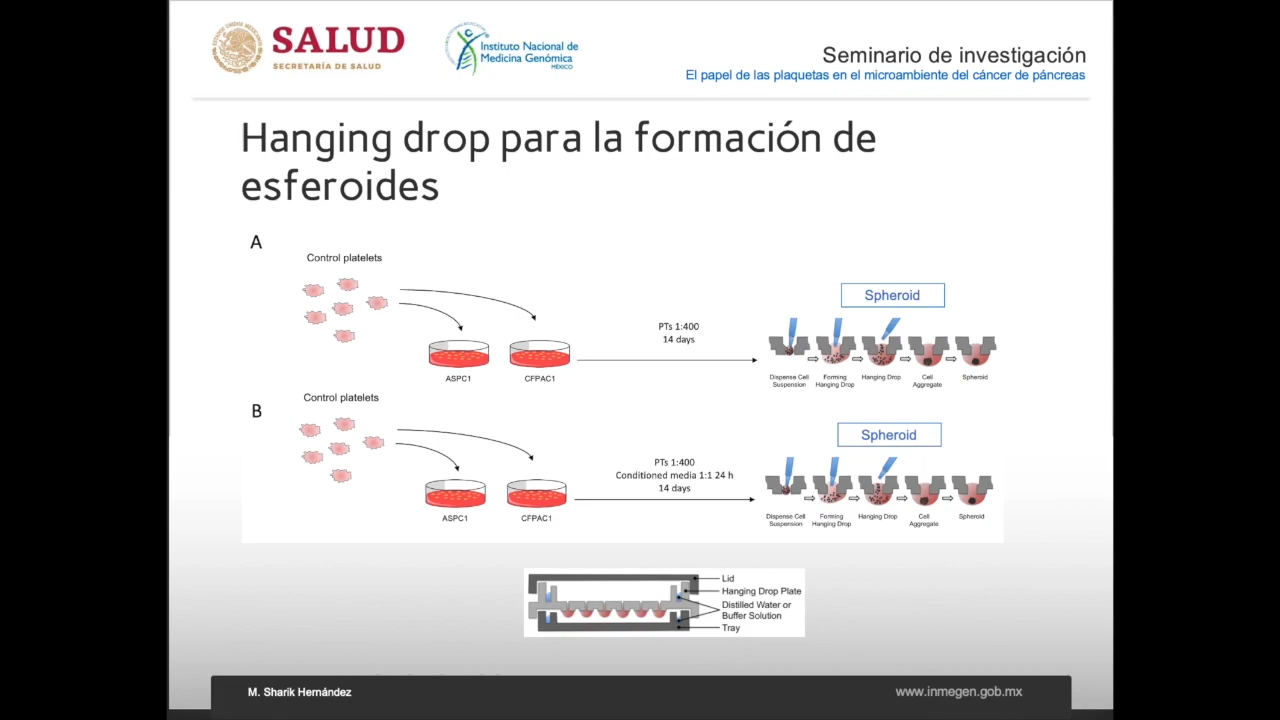 SALUD
SECRETARÍA DE SALUD
Instituto Nacional de
Medicina Genómica
MÉXICO
Seminario de investigación
El papel de las plaquetas en el microambiente del cáncer de páncreas
Hanging drop para la formación de
esferoides
A
Control platelets
ASPC1
CFPAC1
PTs 1:400
14 days
Spheroid
Dispense Cell
Suspension
Forming
Hanging Drop
Hanging Drop
Cell
Aggregate
Spheroid
B
Control platelets
ASPC1
CFPAC1
PTs 1:400
Conditioned media 1:1 24 h
14 days
Spheroid
Dispense Cell
Suspension
Forming
Hanging Drop
Hanging Drop
Cell
Aggregate
Spheroid
Lid
Hanging Drop Plate
Distilled Water or
Buffer Solution
Tray
M. Sharik Hernández
www.inmegen.gob.mx